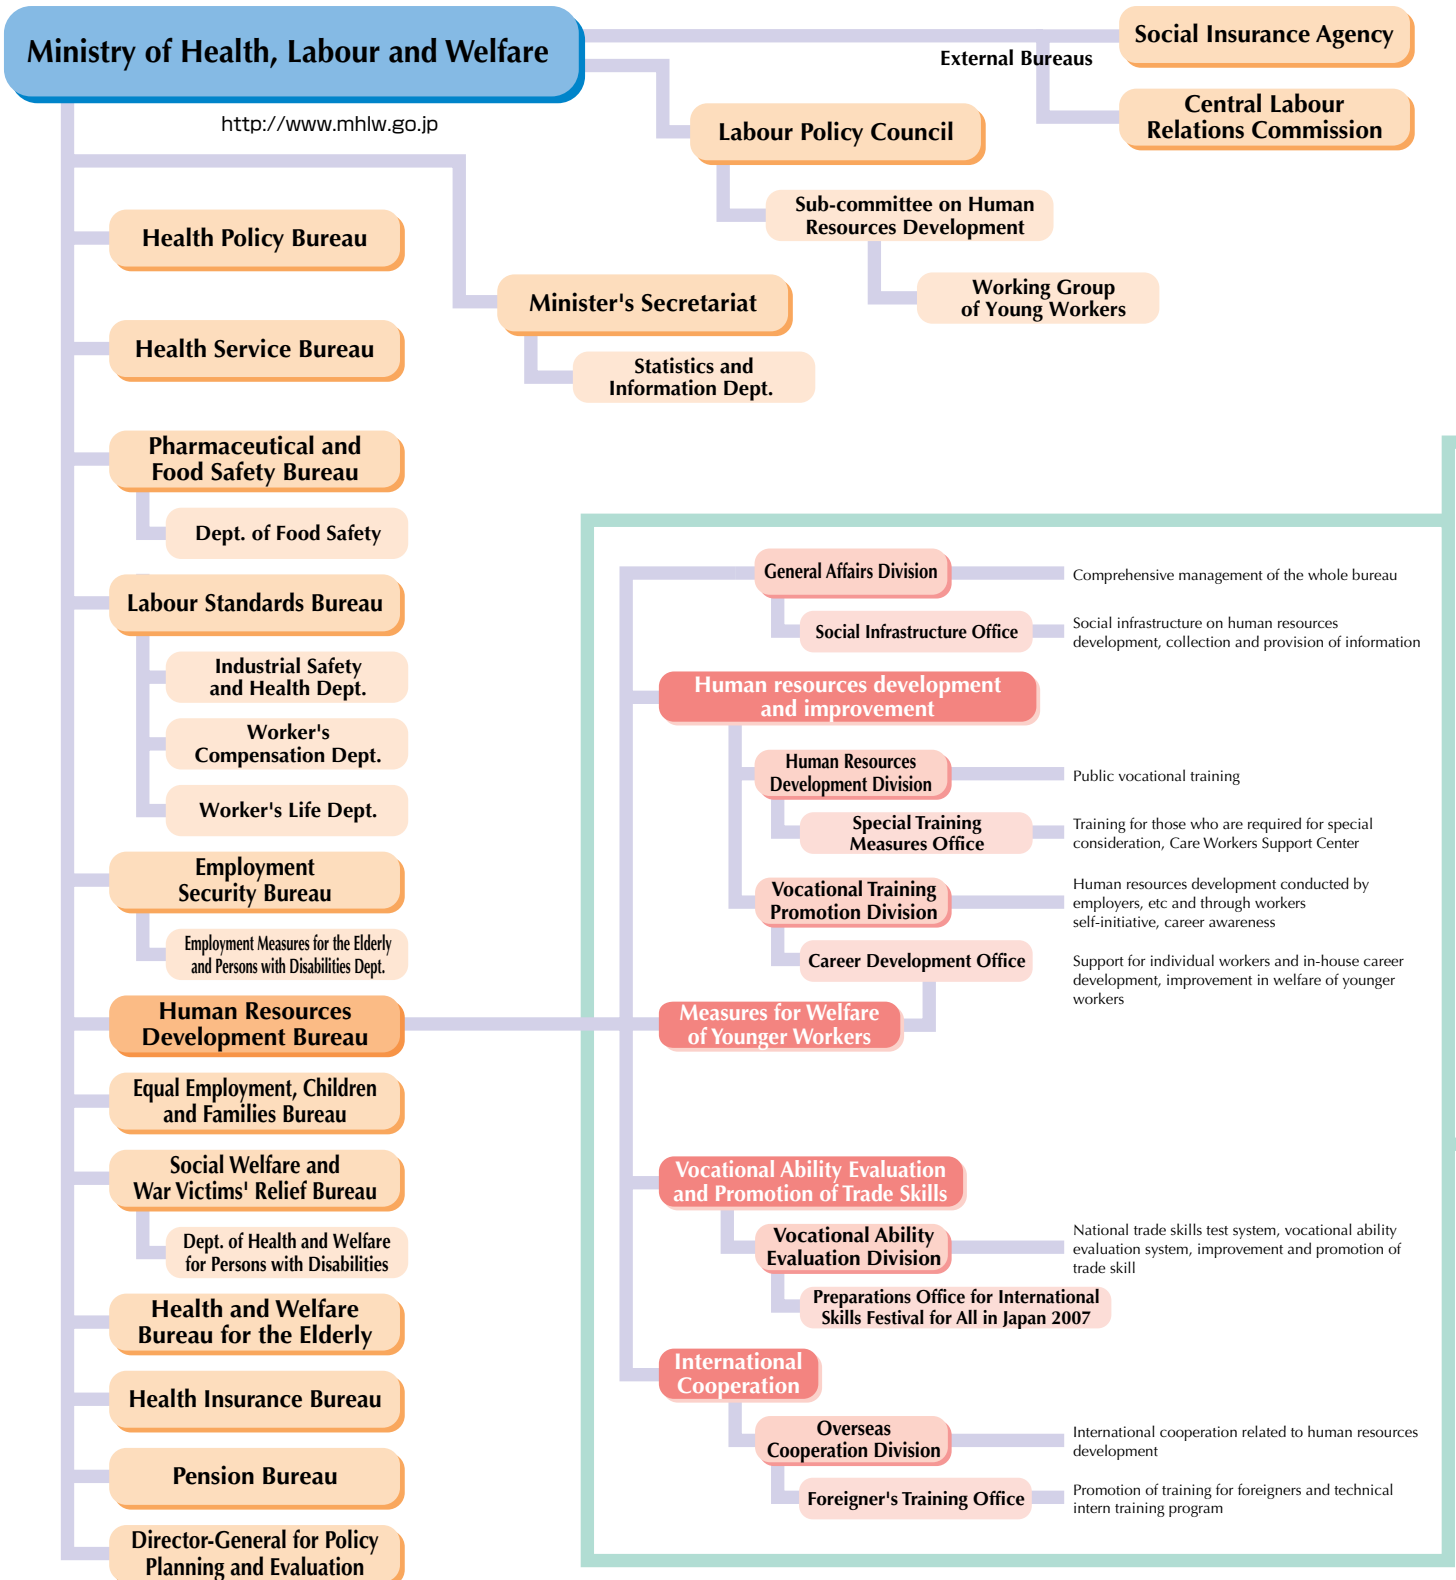 Ministry of Health, Labour and Welfare
http://www.mhlw.go.jp
External Bureaus
Social Insurance Agency
Central Labour
Relations Commission
Labour Policy Council
Sub-committee on Human
Resources Development
Working Group
of Young Workers
Minister's Secretariat
Statistics and
Information Dept.
Health Policy Bureau
Health Service Bureau
Pharmaceutical and
Food Safety Bureau
Dept. of Food Safety
Labour Standards Bureau
Industrial Safety
and Health Dept.
Worker's
Compensation Dept.
Worker's Life Dept.
Employment
Security Bureau
Employment Measures for the Elderly
and Persons with Disabilities Dept.
Human Resources
Development Bureau
Equal Employment, Children
and Families Bureau
Social Welfare and
War Victims' Relief Bureau
Dept. of Health and Welfare
for Persons with Disabilities
Health and Welfare
Bureau for the Elderly
Health Insurance Bureau
Pension Bureau
Director-General for Policy
Planning and Evaluation
General Affairs Division
Comprehensive management of the whole bureau
Social Infrastructure Office
Social infrastructure on human resources
development, collection and provision of information
Human resources development
and improvement
Human Resources
Development Division
Public vocational training
Special Training
Measures Office
Training for those who are required for special
consideration, Care Workers Support Center
Vocational Training
Promotion Division
Human resources development conducted by
employers, etc and through workers
self-initiative, career awareness
Career Development Office
Support for individual workers and in-house career
development, improvement in welfare of younger
workers
Measures for Welfare
of Younger Workers
Vocational Ability Evaluation
and Promotion of Trade Skills
Vocational Ability
Evaluation Division
National trade skills test system, vocational ability
evaluation system, improvement and promotion of
trade skill
Preparations Office for International
Skills Festival for All in Japan 2007
International
Cooperation
Overseas
Cooperation Division
International cooperation related to human resources
development
Foreigner's Training Office
Promotion of training for foreigners and technical
intern training program